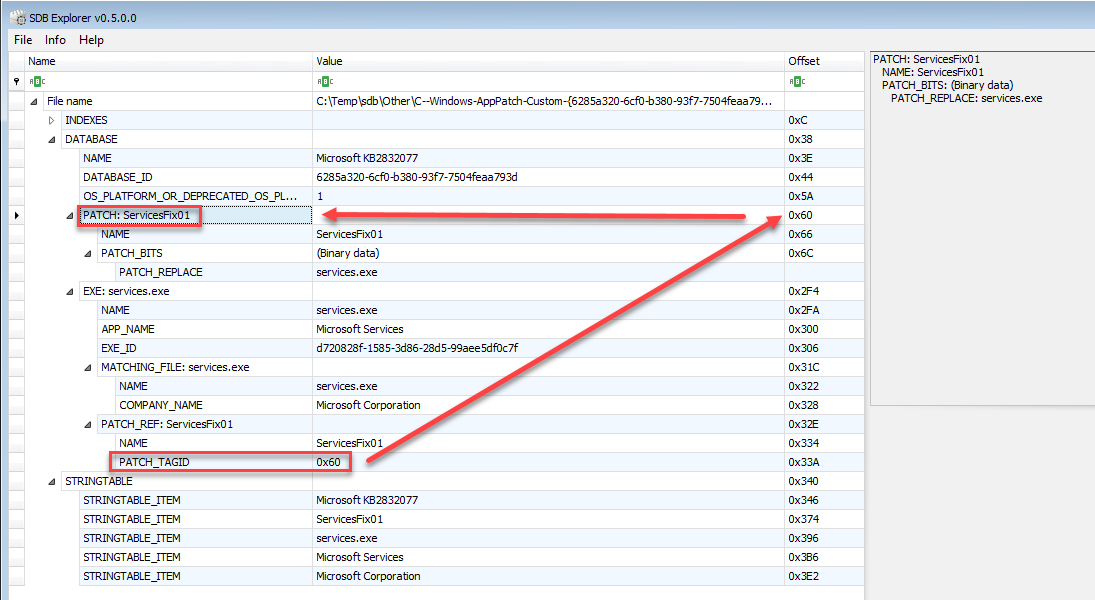 SDB Explorer v0.5.0.0
File Info Help
Name Value Offset
File name C:\Temp\sdb\Other\C--Windows-AppPatch-Custom-{6285a320-6cf0-b380-93f7-7504feaa79...
INDEXES 0xC
DATABASE 0x38
NAME Microsoft KB2832077 0x3E
DATABASE_ID 6285a320-6cf0-b380-93f7-7504feaa793d 0x44
OS_PLATFORM_OR_DEPRECATED_OS_PL... 1 0x5A
PATCH: ServicesFix01 0x60
NAME ServicesFix01 0x66
PATCH_BITS (Binary data) 0x6C
PATCH_REPLACE services.exe
EXE: services.exe 0x2F4
NAME services.exe 0x2FA
APP_NAME Microsoft Services 0x300
EXE_ID d720828f-1585-3d86-28d5-99aee5df0c7f 0x306
MATCHING_FILE: services.exe 0x31C
NAME services.exe 0x322
COMPANY_NAME Microsoft Corporation 0x328
PATCH_REF: ServicesFix01 0x32E
NAME ServicesFix01 0x334
PATCH_TAGID 0x60 0x33A
STRINGTABLE 0x340
STRINGTABLE_ITEM Microsoft KB2832077 0x346
STRINGTABLE_ITEM ServicesFix01 0x374
STRINGTABLE_ITEM services.exe 0x396
STRINGTABLE_ITEM Microsoft Services 0x3B6
STRINGTABLE_ITEM Microsoft Corporation 0x3E2
PATCH: ServicesFix01
NAME: ServicesFix01
PATCH_BITS: (Binary data)
PATCH_REPLACE: services.exe